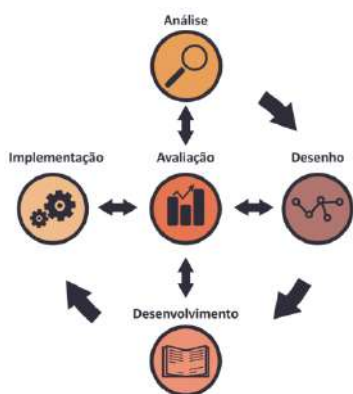 Análise
Implementação
Avaliação
Desenho
Desenvolvimento